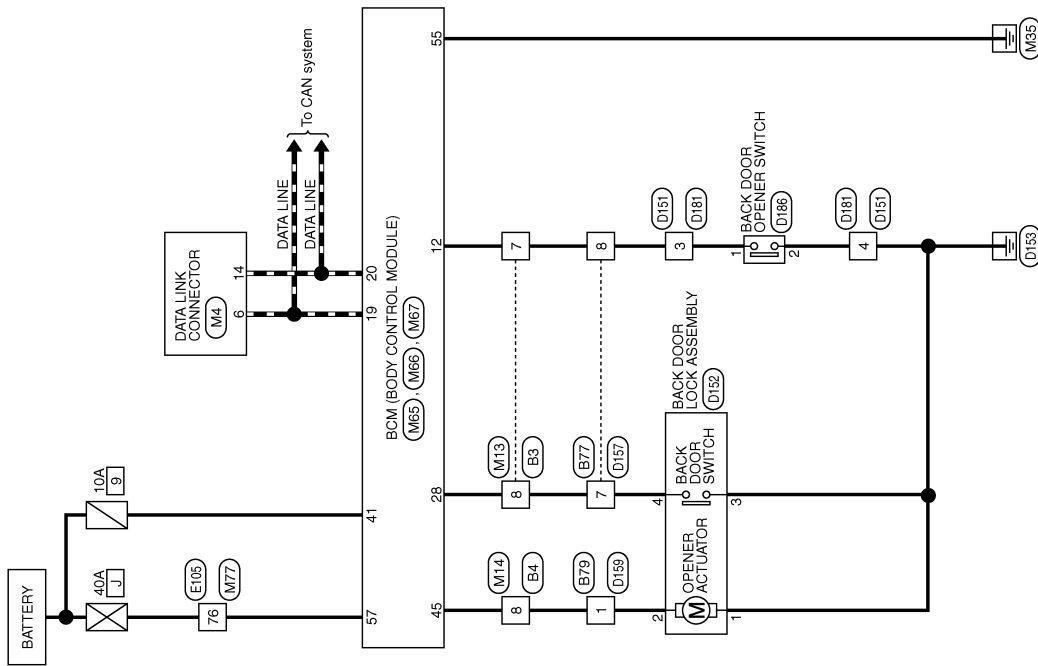 BATTERY
40A
J
10A
9
E105
M77
76
57
41
19
20
DATA LINK
CONNECTOR
M4
6
14
DATA LINE
DATA LINE
To CAN system
BCM (BODY CONTROL MODULE)
M65 , M66 , M67
45
28
12
55
M14
B4
8
M13
B3
8
7
B79
D159
1
B77
D157
7
8
D151
D181
3
BACK DOOR
LOCK ASSEMBLY
D152
2
M
OPENER
ACTUATOR
1
4
BACK
DOOR
SWITCH
3
BACK DOOR
OPENER SWITCH
D186
1
2
D181
D151
4
D153
M35